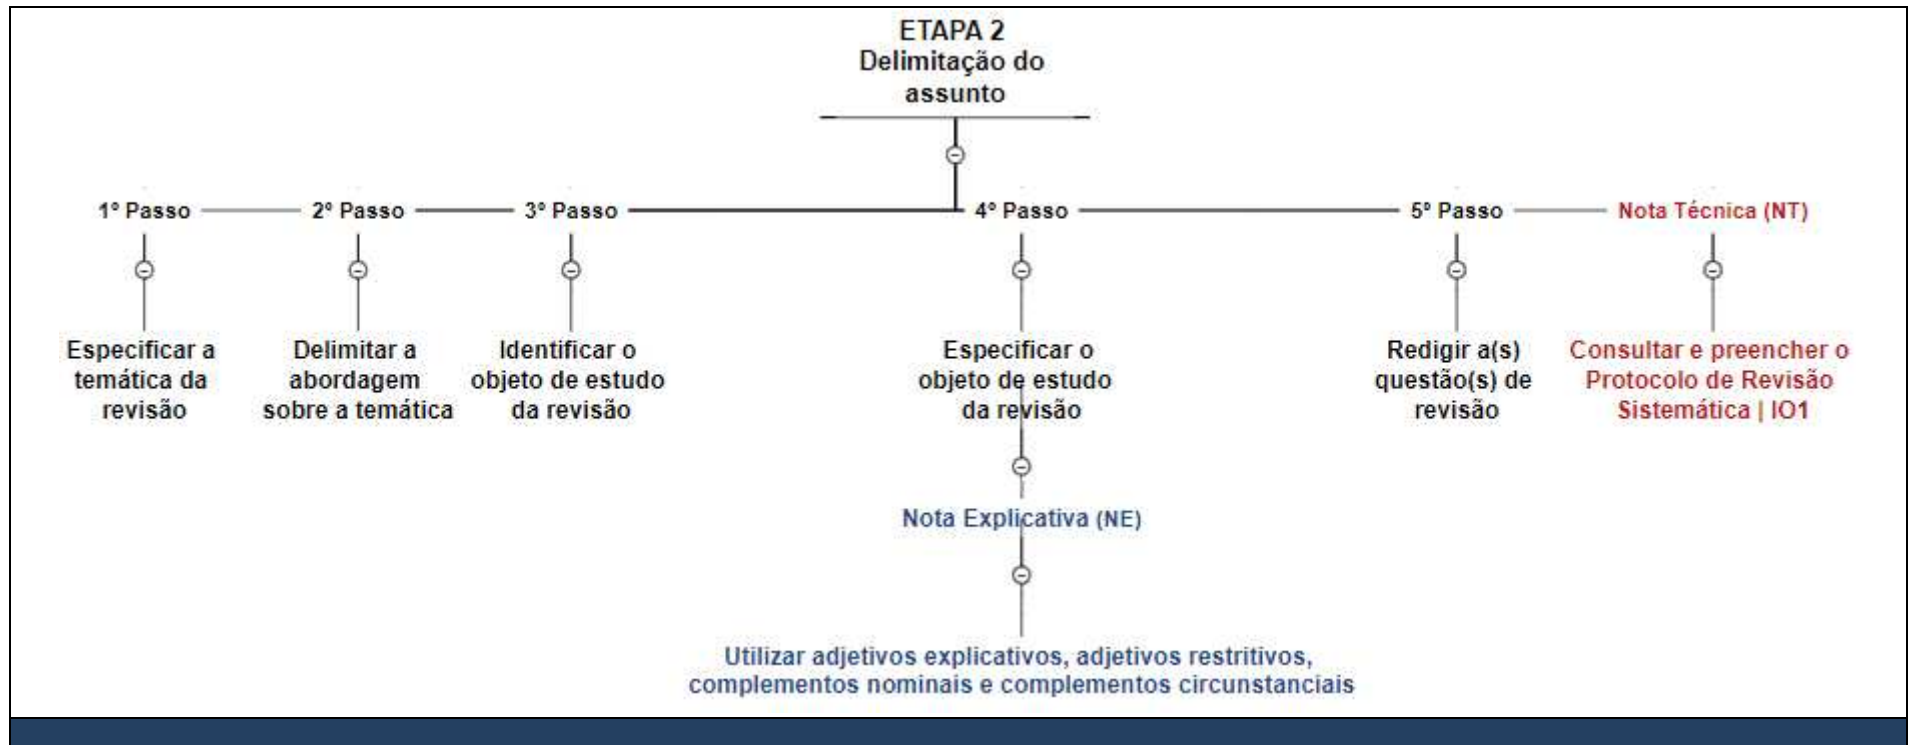 ETAPA 2
Delimitação do
assunto
1º Passo
2º Passo
3º Passo
4º Passo
5º Passo
Nota Técnica (NT)
Especificar a
temática da
revisão
Delimitar a
abordagem
sobre a temática
Identificar o
objeto de estudo
da revisão
Especificar o
objeto de estudo
da revisão
Redigir a(s)
questão(s) de
revisão
Consultar e preencher o
Protocolo de Revisão
Sistemática | IO1
Nota Explicativa (NE)
Utilizar adjetivos explicativos, adjetivos restritivos,
complementos nominais e complementos circunstanciais